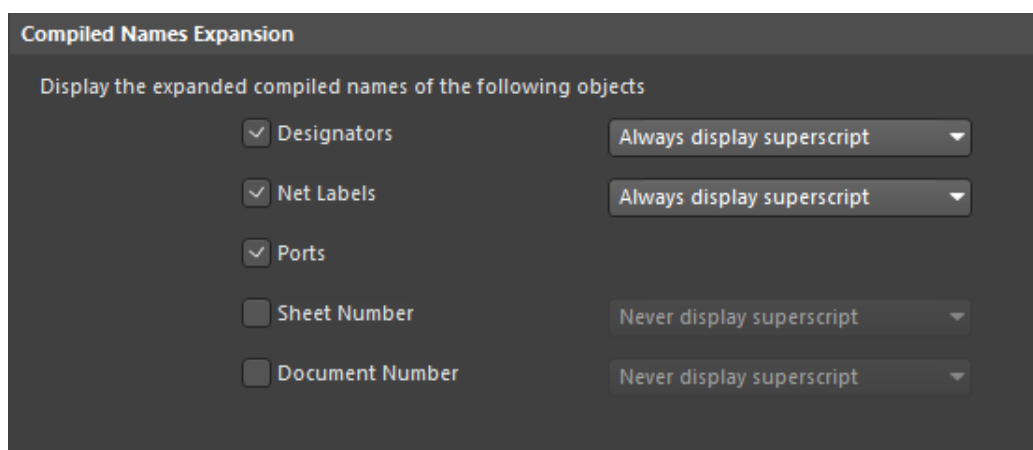 Compiled Names Expansion
Display the expanded compiled names of the following objects
Designators Always display superscript
Net Labels Always display superscript
Ports
Sheet Number Never display superscript
Document Number Never display superscript